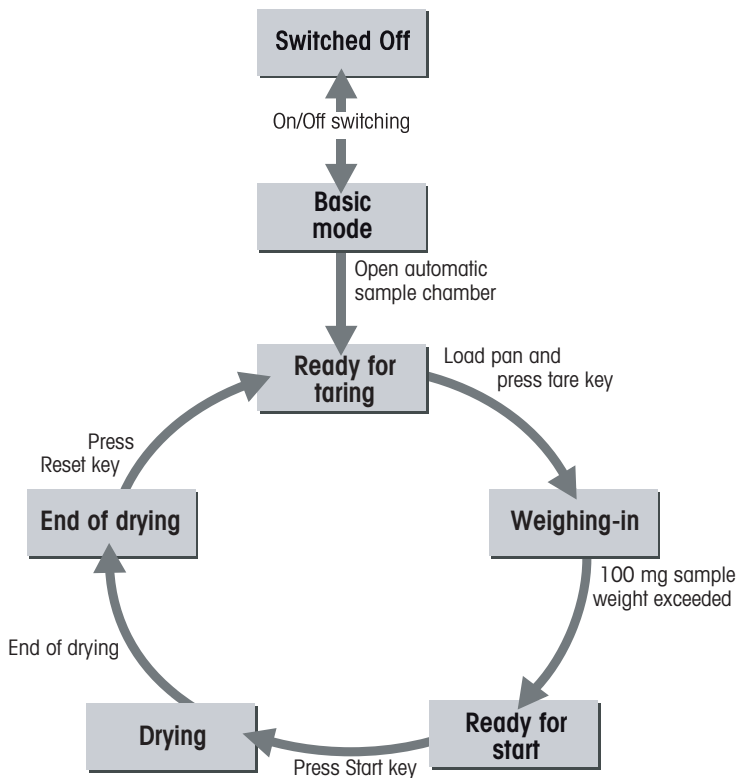 Switched Off
On/Off switching
Basic
mode
Open automatic
sample chamber
Ready for
taring
Load pan and
press tare key
Press
Reset key
End of drying
Weighing-in
100 mg sample
weight exceeded
End of drying
Drying
Ready for
start
Press Start key